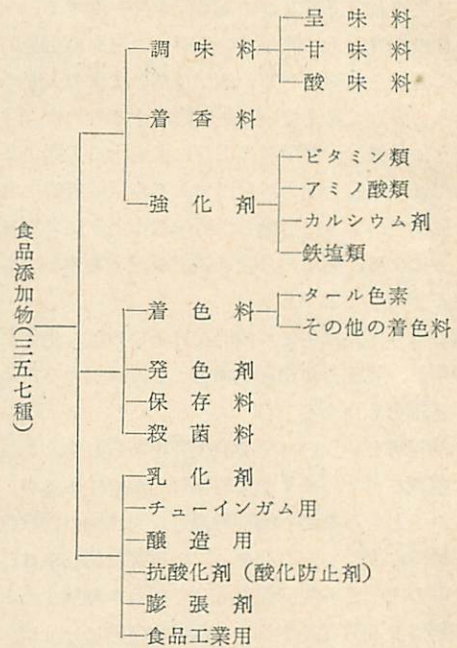 食品添加物(三五七種)
調味料
呈味料
甘味料
酸味料
着香料
強化剤
ビタミン類
アミノ酸類
カルシウム剤
鉄塩類
着色料
タール色素
その他の着色料
発色剤
保存料
殺菌料
乳化剤
チューインガム用
醸造用
抗酸化剤(酸化防止剤)
膨張剤
食品工業用